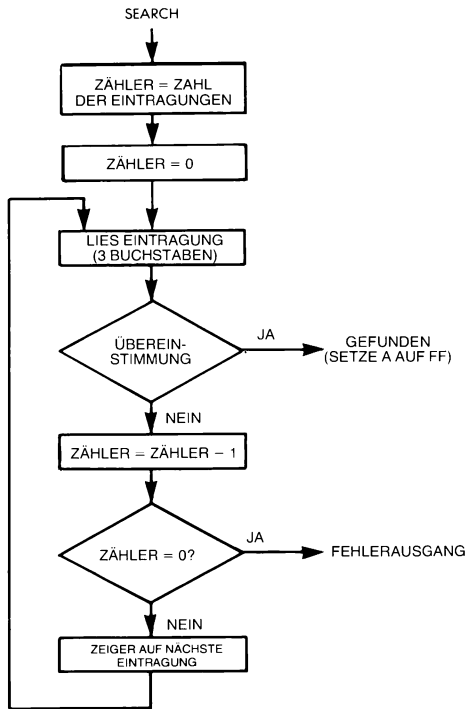 SEARCH
ZÄHLER = ZAHL
DER EINTRAGUNGEN
ZÄHLER = 0
LIES EINTRAGUNG
(3 BUCHSTABEN)
ÜBEREIN-
STIMMUNG
JA
GEFUNDEN
(SETZE A AUF FF)
NEIN
ZÄHLER = ZÄHLER – 1
ZÄHLER = 0?
JA
FEHLERAUSGANG
NEIN
ZEIGER AUF NÄCHSTE
EINTRAGUNG